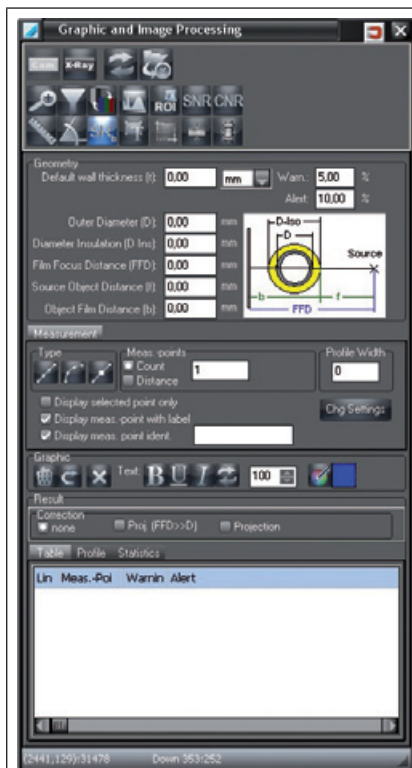 Graphic and Image Processing
Cam X-Ray
ROI SNR CNR
Geometry
Default wall thickness (t): 0,00 mm Warn.: 5,00 %
Alert: 10,00 %
Outer Diameter (D): 0,00 mm
Diameter Insulation (D Ins): 0,00 mm
Film Focus Distance (FFD): 0,00 mm
Source Object Distance (f): 0,00 mm
Object Film Distance (b): 0,00 mm
D-Iso
D
Source
b f
FFD
Measurement
Type Meas.-points Profile Width
Count 1 0
Distance
Display selected point only
Display meas.-point with label Chg Settings
Display meas. point ident.
Graphic
Text: B U I 100
Result
Correction
none Proj. (FFD>>D) Projection
Table Profile Statistics
Lin Meas.-Poi Warnin Alert
(2441,129):31478 Down 353:252